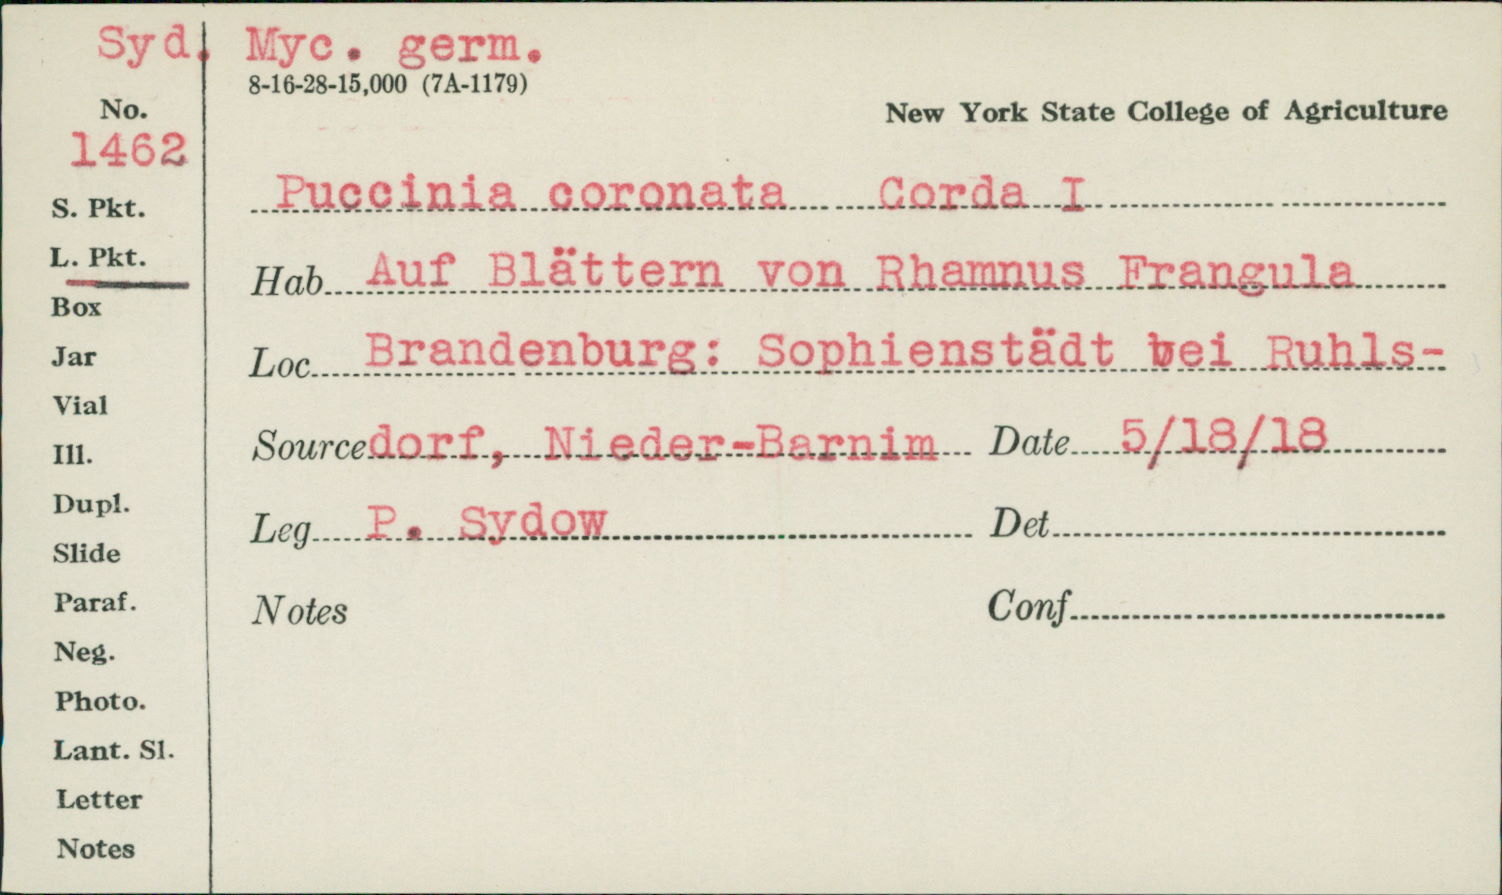 Syd. Myc. germ.
8-16-28-15,000 (7A-1179)
No.
New York State College of Agriculture
1462
Puccinia coronata Corda I
S. Pkt.
L. Pkt.
Hab Auf Blättern von Rhamnus Frangula
Box
Jar
Loc Brandenburg: Sophienstädt bei Ruhls-
Vial
Ill.
Source dorf, Nieder-Barnim Date 5/18/18
Dupl.
Leg P. Sydow Det
Slide
Paraf.
Notes Conf
Neg.
Photo.
Lant. Sl.
Letter
Notes